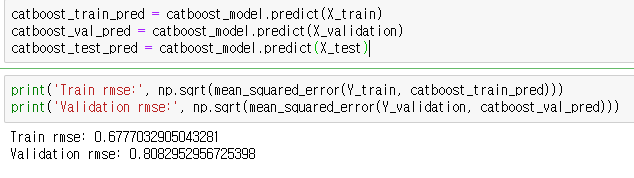 catboost_train_pred = catboost_model.predict(X_train)
catboost_val_pred = catboost_model.predict(X_validation)
catboost_test_pred = catboost_model.predict(X_test)
print('Train rmse:', np.sqrt(mean_squared_error(Y_train, catboost_train_pred)))
print('Validation rmse:', np.sqrt(mean_squared_error(Y_validation, catboost_val_pred)))
Train rmse: 0.6777032905043281
Validation rmse: 0.8082952956725398